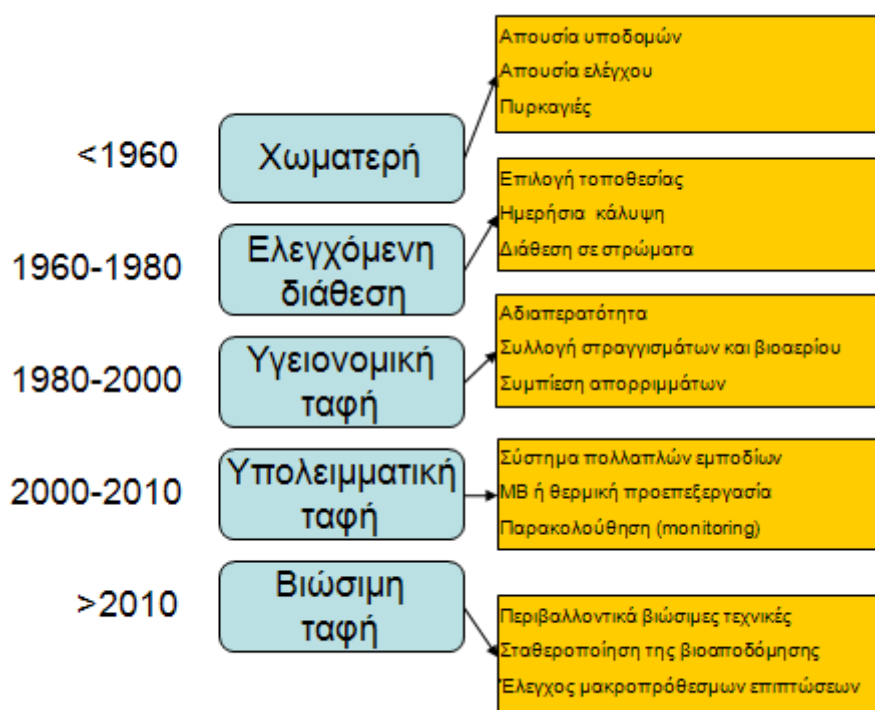 <1960
Χωματερή
Απουσία υποδομών
Απουσία ελέγχου
Πυρκαγιές
1960-1980
Ελεγχόμενη
διάθεση
Επιλογή τοποθεσίας
Ημερήσια κάλυψη
Διάθεση σε στρώματα
1980-2000
Υγειονομική
ταφή
Αδιαπερατότητα
Συλλογή στραγγισμάτων και βιοαερίου
Συμπίεση απορριμμάτων
2000-2010
Υπολειμματική
ταφή
Σύστημα πολλαπλών εμποδίων
ΜΒ ή θερμική προεπεξεργασία
Παρακολούθηση (monitoring)
>2010
Βιώσιμη
ταφή
Περιβαλλοντικά βιώσιμες τεχνικές
Σταθεροποίηση της βιοαποδόμησης
Έλεγχος μακροπρόθεσμων επιπτώσεων